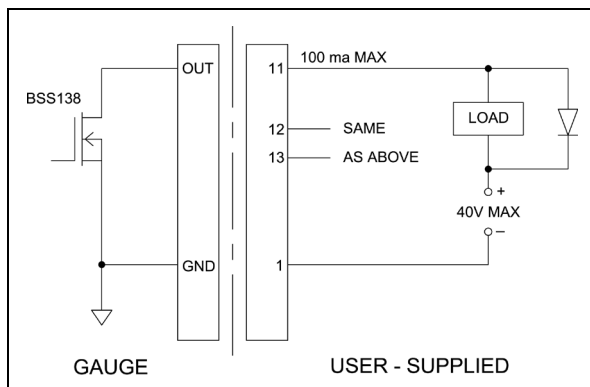 OUT
11
100 ma MAX
BSS138
LOAD
12
SAME
13
AS ABOVE
+
40V MAX
–
GND
1
GAUGE
USER - SUPPLIED